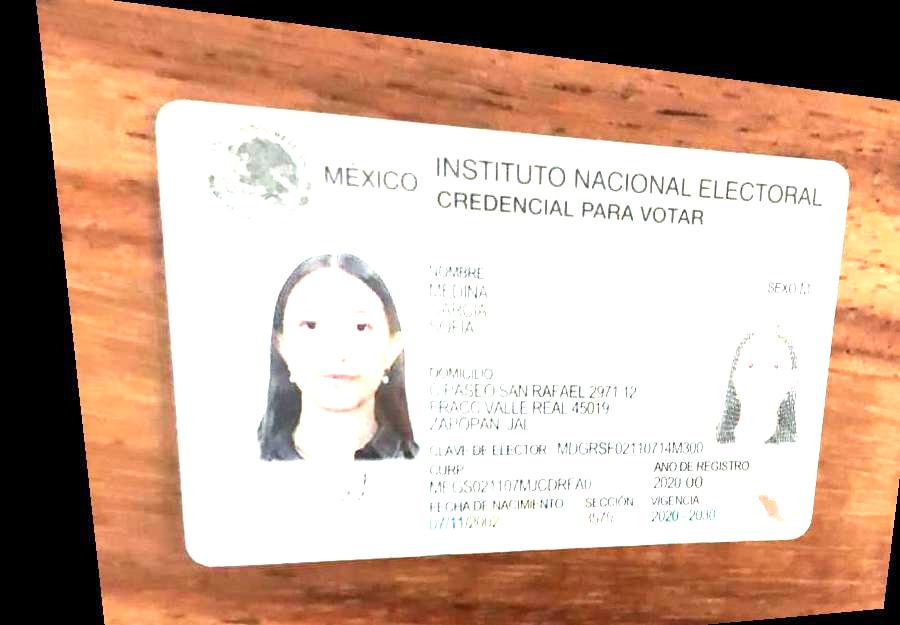 MÉXICO INSTITUTO NACIONAL ELECTORAL
CREDENCIAL PARA VOTAR
NOMBRE
MEDINA
GARCIA
SOFIA
SEXO M
DOMICILIO
C PASEO SAN RAFAEL 2971 12
FRACC VALLE REAL 45019
ZAPOPAN, JAL.
CLAVE DE ELECTOR MDGRSF02110714M300
CURP
AÑO DE REGISTRO
2020 00
FECHA DE NACIMIENTO SECCIÓN VIGENCIA
07/11/2002 2020 - 2030